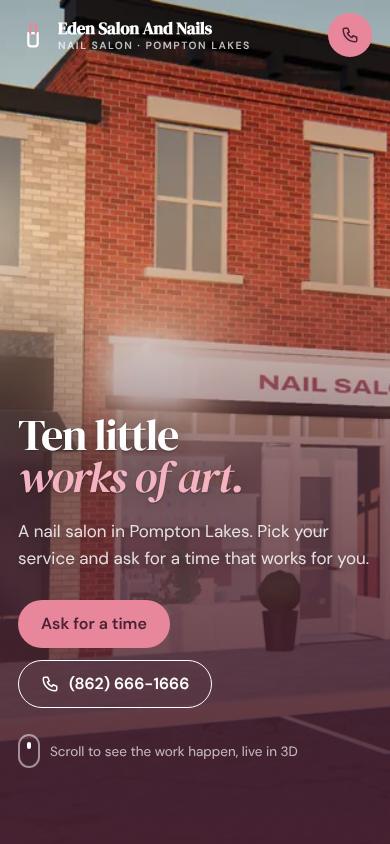 Eden Salon And Nails
NAIL SALON · POMPTON LAKES
NAIL SAL
Ten little
works of art.
A nail salon in Pompton Lakes. Pick your
service and ask for a time that works for you.
Ask for a time
(862) 666-1666
Scroll to see the work happen, live in 3D